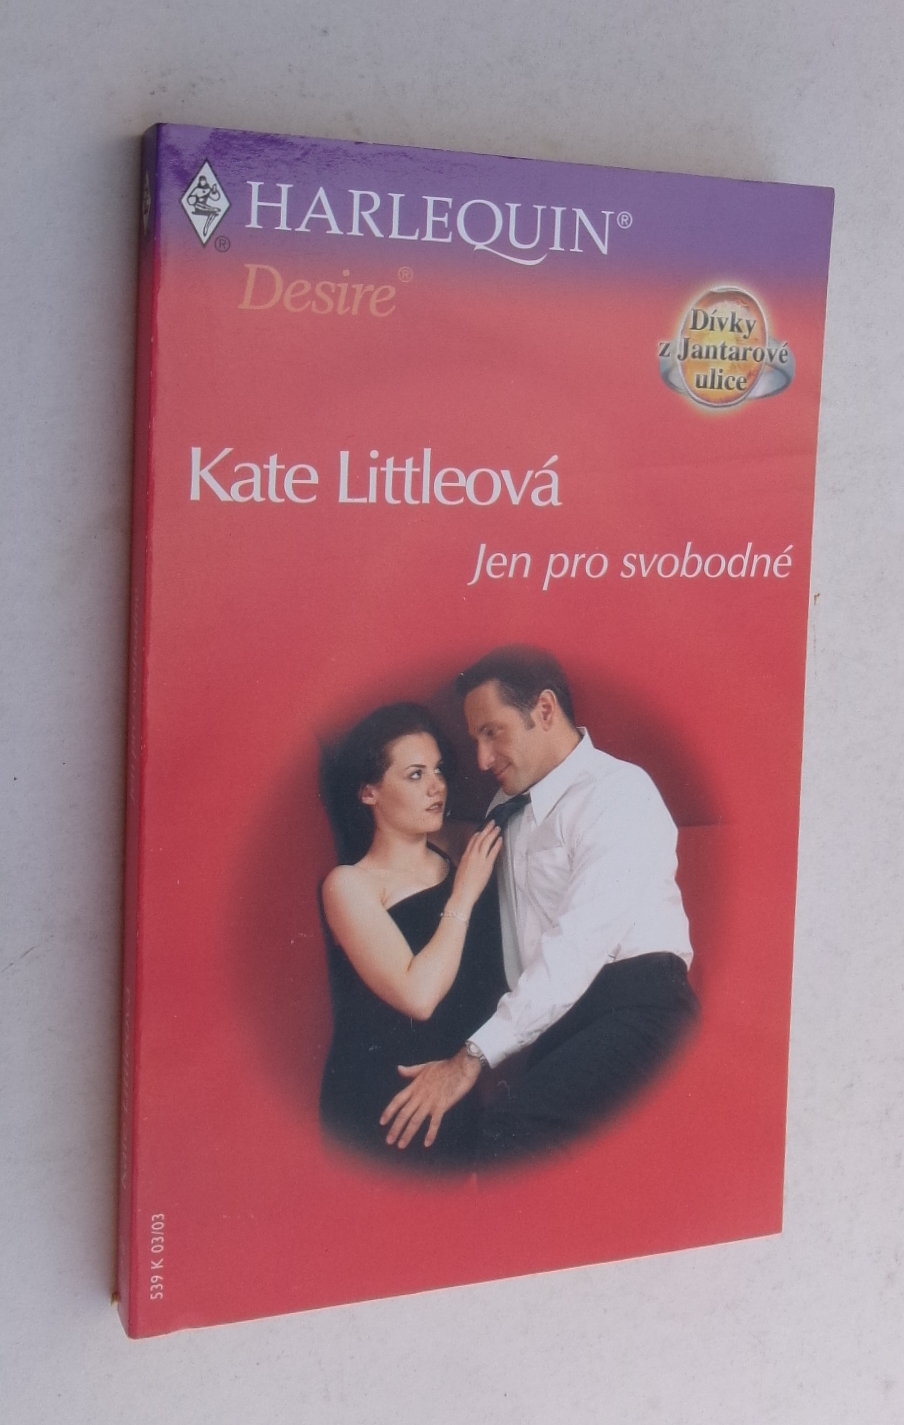 HARLEQUIN®
®
Desire®
Dívky
z Jantarové
ulice
Kate Littleová
Jen pro svobodné
539 K 03/03